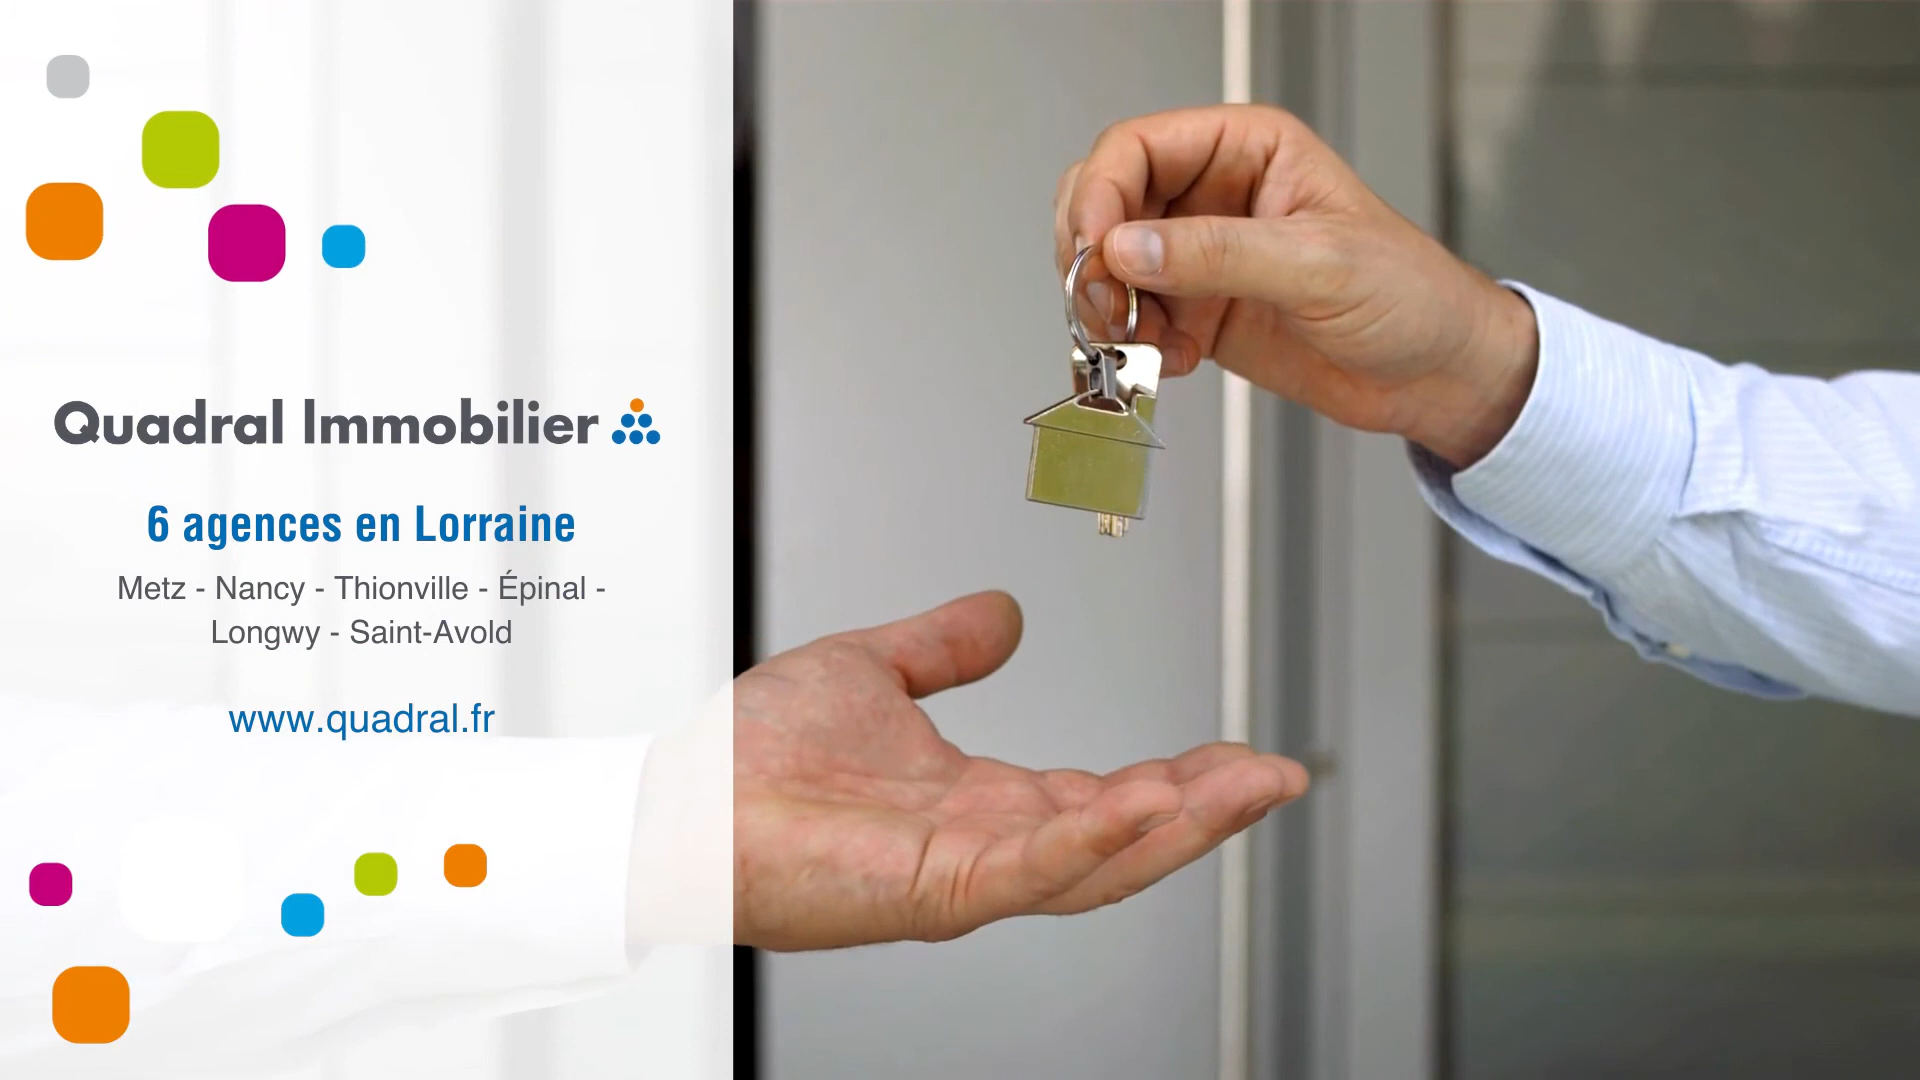 Quadral Immobilier
6 agences en Lorraine
Metz - Nancy - Thionville - Épinal -
Longwy - Saint-Avold
www.quadral.fr